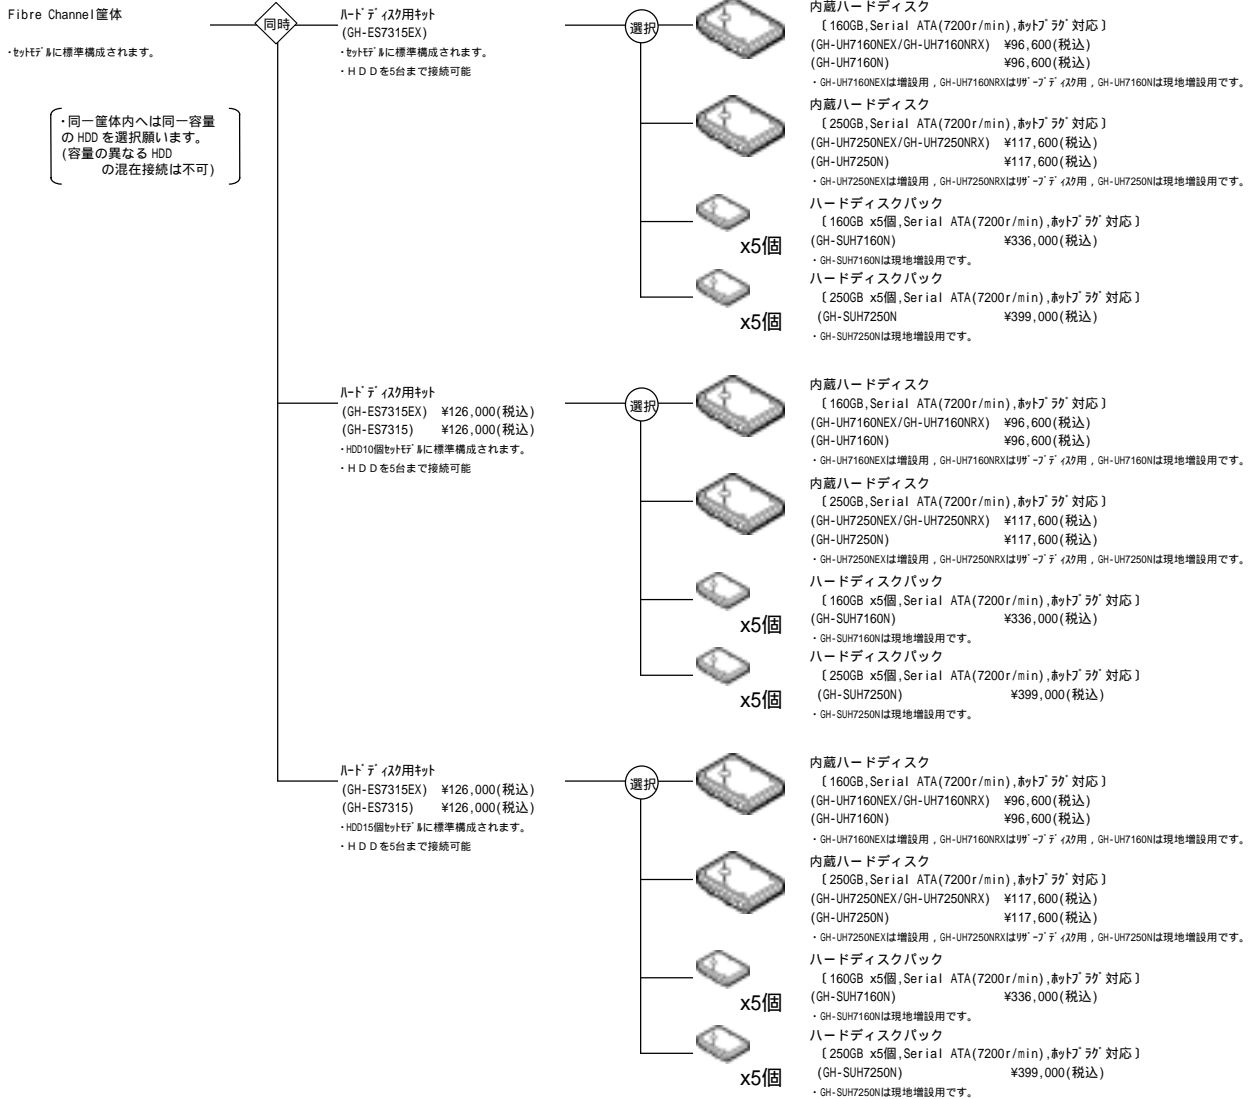 Fibre Channel筐体
・ｾｯﾄﾓﾃﾞﾙに標準構成されます。
・同一筐体内へは同一容量
の HDD を選択願います。
(容量の異なる HDD
の混在接続は不可)
同時
ﾊｰﾄﾞﾃﾞｨｽｸ用ｷｯﾄ
(GH-ES7315EX)
・ｾｯﾄﾓﾃﾞﾙに標準構成されます。
・ＨＤＤを5台まで接続可能
選択
内蔵ハードディスク
〔160GB,Serial ATA(7200r/min),ﾎｯﾄﾌﾟﾗｸﾞ対応〕
(GH-UH7160NEX/GH-UH7160NRX) ¥96,600(税込)
(GH-UH7160N) ¥96,600(税込)
・GH-UH7160NEXは増設用，GH-UH7160NRXはﾘｻﾞｰﾌﾞﾃﾞｨｽｸ用，GH-UH7160Nは現地増設用です。
内蔵ハードディスク
〔250GB,Serial ATA(7200r/min),ﾎｯﾄﾌﾟﾗｸﾞ対応〕
(GH-UH7250NEX/GH-UH7250NRX) ¥117,600(税込)
(GH-UH7250N) ¥117,600(税込)
・GH-UH7250NEXは増設用，GH-UH7250NRXはﾘｻﾞｰﾌﾞﾃﾞｨｽｸ用，GH-UH7250Nは現地増設用です。
x5個
ハードディスクパック
〔160GB x5個,Serial ATA(7200r/min),ﾎｯﾄﾌﾟﾗｸﾞ対応〕
(GH-SUH7160N) ¥336,000(税込)
・GH-SUH7160Nは現地増設用です。
x5個
ハードディスクパック
〔250GB x5個,Serial ATA(7200r/min),ﾎｯﾄﾌﾟﾗｸﾞ対応〕
(GH-SUH7250N ¥399,000(税込)
・GH-SUH7250Nは現地増設用です。
ﾊｰﾄﾞﾃﾞｨｽｸ用ｷｯﾄ
(GH-ES7315EX) ¥126,000(税込)
(GH-ES7315) ¥126,000(税込)
・HDD10個ｾｯﾄﾓﾃﾞﾙに標準構成されます。
・ＨＤＤを5台まで接続可能
選択
内蔵ハードディスク
〔160GB,Serial ATA(7200r/min),ﾎｯﾄﾌﾟﾗｸﾞ対応〕
(GH-UH7160NEX/GH-UH7160NRX) ¥96,600(税込)
(GH-UH7160N) ¥96,600(税込)
・GH-UH7160NEXは増設用，GH-UH7160NRXはﾘｻﾞｰﾌﾞﾃﾞｨｽｸ用，GH-UH7160Nは現地増設用です。
内蔵ハードディスク
〔250GB,Serial ATA(7200r/min),ﾎｯﾄﾌﾟﾗｸﾞ対応〕
(GH-UH7250NEX/GH-UH7250NRX) ¥117,600(税込)
(GH-UH7250N) ¥117,600(税込)
・GH-UH7250NEXは増設用，GH-UH7250NRXはﾘｻﾞｰﾌﾞﾃﾞｨｽｸ用，GH-UH7250Nは現地増設用です。
x5個
ハードディスクパック
〔160GB x5個,Serial ATA(7200r/min),ﾎｯﾄﾌﾟﾗｸﾞ対応〕
(GH-SUH7160N) ¥336,000(税込)
・GH-SUH7160Nは現地増設用です。
x5個
ハードディスクパック
〔250GB x5個,Serial ATA(7200r/min),ﾎｯﾄﾌﾟﾗｸﾞ対応〕
(GH-SUH7250N) ¥399,000(税込)
・GH-SUH7250Nは現地増設用です。
ﾊｰﾄﾞﾃﾞｨｽｸ用ｷｯﾄ
(GH-ES7315EX) ¥126,000(税込)
(GH-ES7315) ¥126,000(税込)
・HDD15個ｾｯﾄﾓﾃﾞﾙに標準構成されます。
・ＨＤＤを5台まで接続可能
選択
内蔵ハードディスク
〔160GB,Serial ATA(7200r/min),ﾎｯﾄﾌﾟﾗｸﾞ対応〕
(GH-UH7160NEX/GH-UH7160NRX) ¥96,600(税込)
(GH-UH7160N) ¥96,600(税込)
・GH-UH7160NEXは増設用，GH-UH7160NRXはﾘｻﾞｰﾌﾞﾃﾞｨｽｸ用，GH-UH7160Nは現地増設用です。
内蔵ハードディスク
〔250GB,Serial ATA(7200r/min),ﾎｯﾄﾌﾟﾗｸﾞ対応〕
(GH-UH7250NEX/GH-UH7250NRX) ¥117,600(税込)
(GH-UH7250N) ¥117,600(税込)
・GH-UH7250NEXは増設用，GH-UH7250NRXはﾘｻﾞｰﾌﾞﾃﾞｨｽｸ用，GH-UH7250Nは現地増設用です。
x5個
ハードディスクパック
〔160GB x5個,Serial ATA(7200r/min),ﾎｯﾄﾌﾟﾗｸﾞ対応〕
(GH-SUH7160N) ¥336,000(税込)
・GH-SUH7160Nは現地増設用です。
x5個
ハードディスクパック
〔250GB x5個,Serial ATA(7200r/min),ﾎｯﾄﾌﾟﾗｸﾞ対応〕
(GH-SUH7250N) ¥399,000(税込)
・GH-SUH7250Nは現地増設用です。